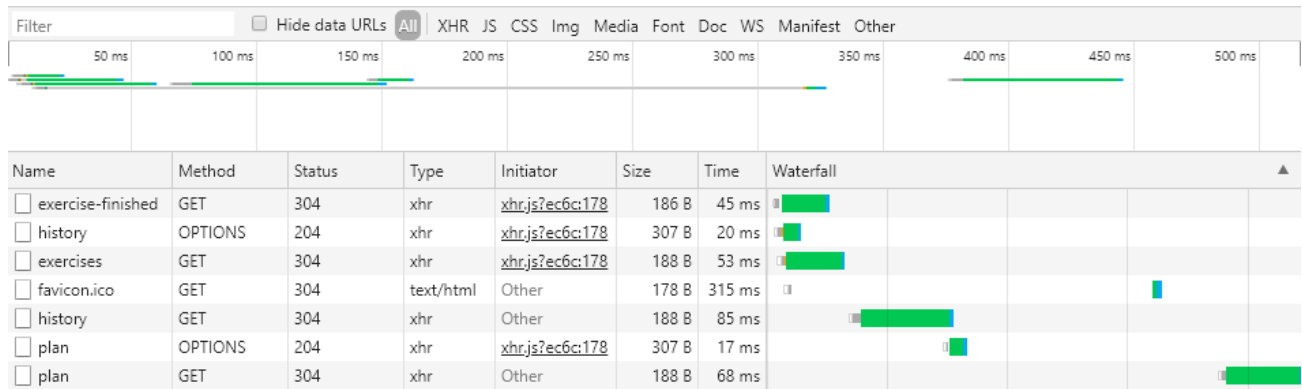 Filter Hide data URLs All XHR JS CSS Img Media Font Doc WS Manifest Other
50 ms 100 ms 150 ms 200 ms 250 ms 300 ms 350 ms 400 ms 450 ms 500 ms
Name Method Status Type Initiator Size Time Waterfall
exercise-finished GET 304 xhr xhr.js?ec6c:178 186 B 45 ms
history OPTIONS 204 xhr xhr.js?ec6c:178 307 B 20 ms
exercises GET 304 xhr xhr.js?ec6c:178 188 B 53 ms
favicon.ico GET 304 text/html Other 178 B 315 ms
history GET 304 xhr Other 188 B 85 ms
plan OPTIONS 204 xhr xhr.js?ec6c:178 307 B 17 ms
plan GET 304 xhr Other 188 B 68 ms